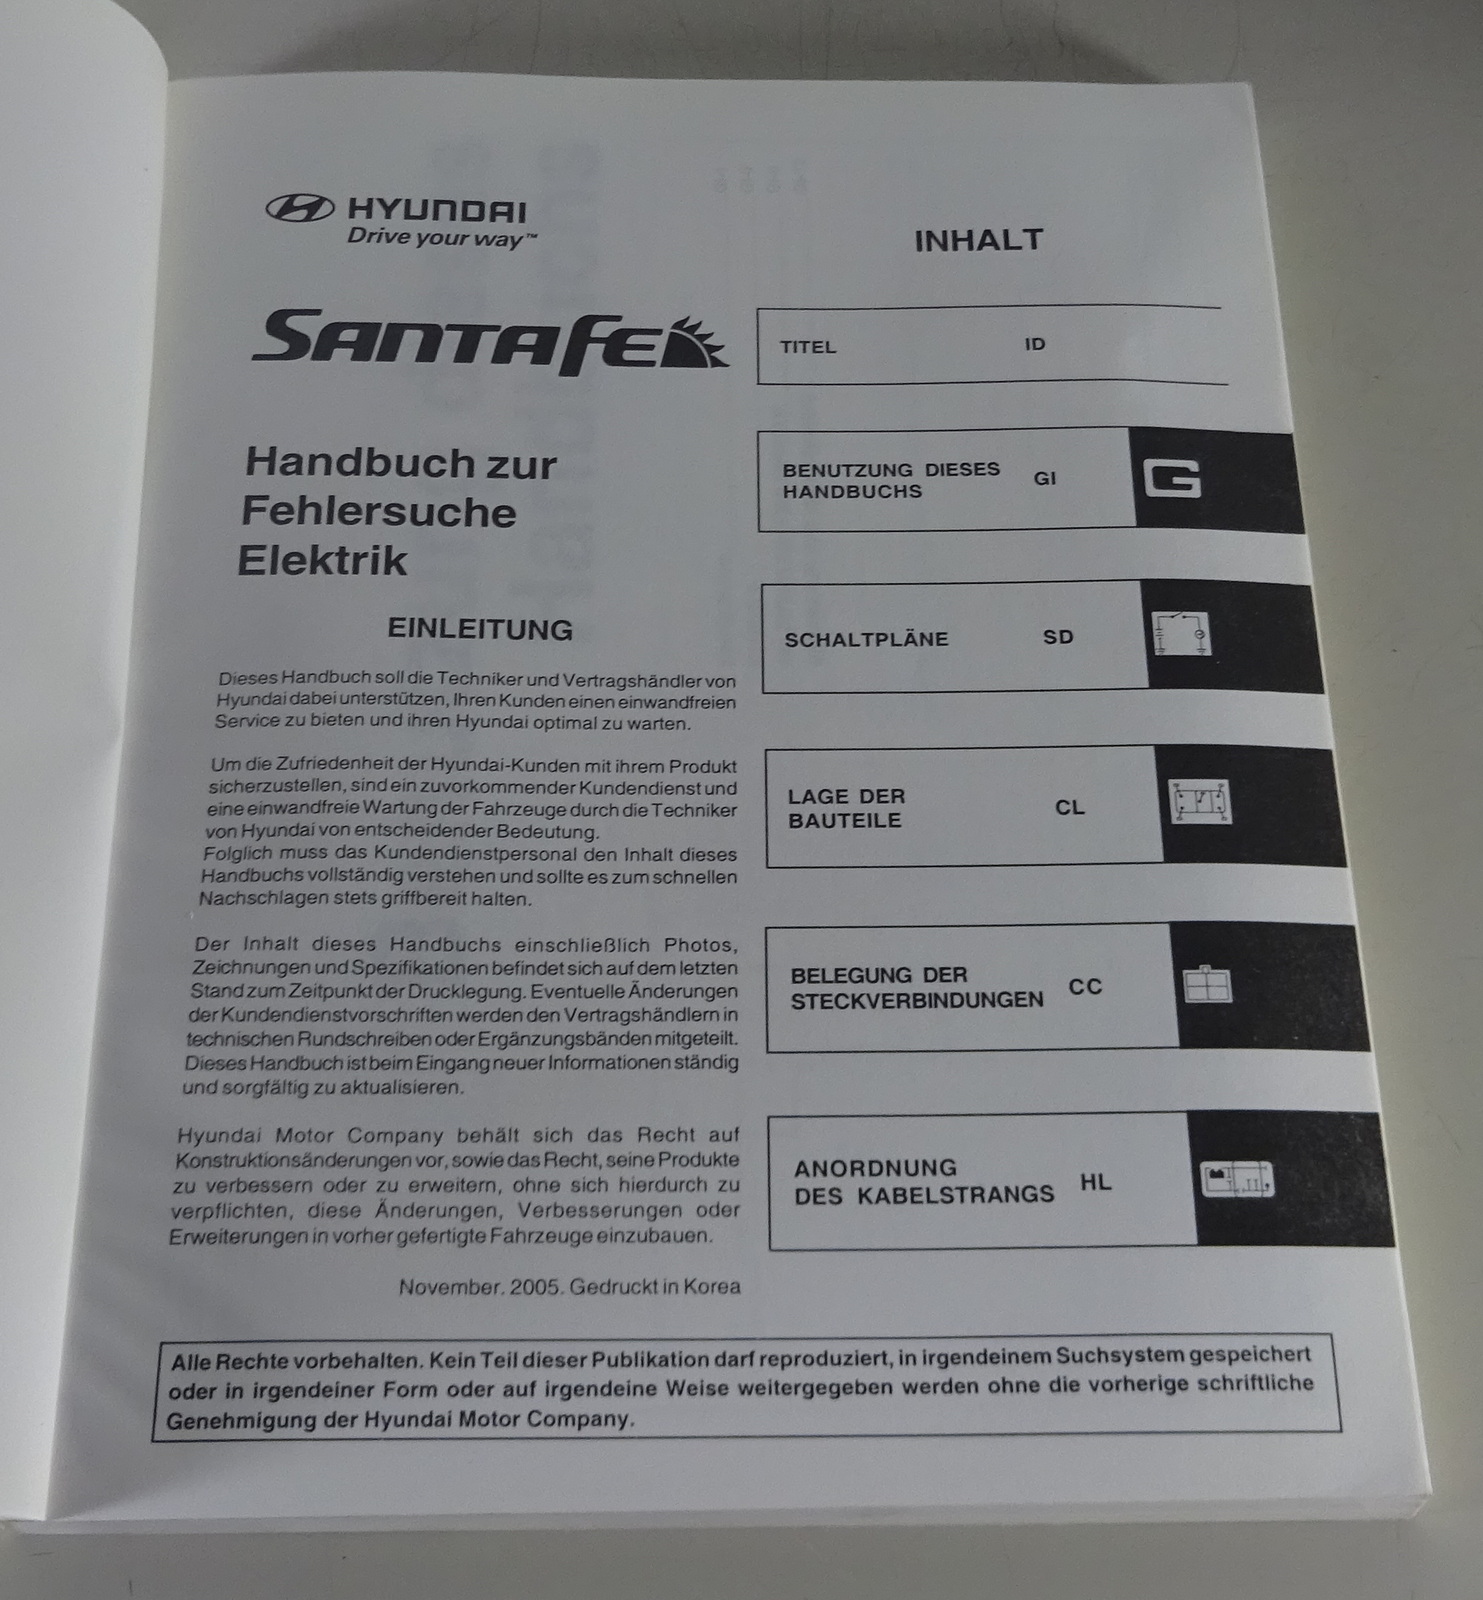 HYUNDAI
Drive your way™
SANTAFE
Handbuch zur
Fehlersuche
Elektrik
EINLEITUNG
Dieses Handbuch soll die Techniker und Vertragshändler von
Hyundai dabei unterstützen, Ihren Kunden einen einwandfreien
Service zu bieten und ihren Hyundai optimal zu warten.
Um die Zufriedenheit der Hyundai-Kunden mit ihrem Produkt
sicherzustellen, sind ein zuvorkommender Kundendienst und
eine einwandfreie Wartung der Fahrzeuge durch die Techniker
von Hyundai von entscheidender Bedeutung.
Folglich muss das Kundendienstpersonal den Inhalt dieses
Handbuchs vollständig verstehen und sollte es zum schnellen
Nachschlagen stets griffbereit halten.
Der Inhalt dieses Handbuchs einschließlich Photos,
Zeichnungen und Spezifikationen befindet sich auf dem letzten
Stand zum Zeitpunkt der Drucklegung. Eventuelle Änderungen
der Kundendienstvorschriften werden den Vertragshändlern in
technischen Rundschreiben oder Ergänzungsbänden mitgeteilt.
Dieses Handbuch ist beim Eingang neuer Informationen ständig
und sorgfältig zu aktualisieren.
Hyundai Motor Company behält sich das Recht auf
Konstruktionsänderungen vor, sowie das Recht, seine Produkte
zu verbessern oder zu erweitern, ohne sich hierdurch zu
verpflichten, diese Änderungen, Verbesserungen oder
Erweiterungen in vorher gefertigte Fahrzeuge einzubauen.
November. 2005. Gedruckt in Korea
INHALT
TITEL ID
BENUTZUNG DIESES
HANDBUCHS GI
G
SCHALTPLÄNE SD
LAGE DER
BAUTEILE CL
BELEGUNG DER
STECKVERBINDUNGEN CC
ANORDNUNG
DES KABELSTRANGS HL
Alle Rechte vorbehalten. Kein Teil dieser Publikation darf reproduziert, in irgendeinem Suchsystem gespeichert
oder in irgendeiner Form oder auf irgendeine Weise weitergegeben werden ohne die vorherige schriftliche
Genehmigung der Hyundai Motor Company.